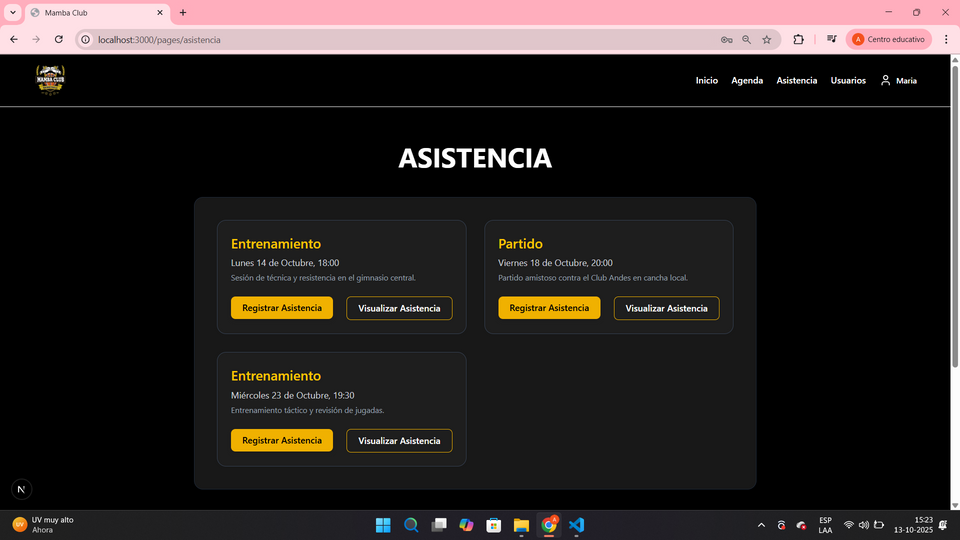 Mamba Club
localhost:3000/pages/asistencia
A
Centro educativo
MAMBA CLUB
Inicio
Agenda
Asistencia
Usuarios
Maria
ASISTENCIA
Entrenamiento
Lunes 14 de Octubre, 18:00
Sesión de técnica y resistencia en el gimnasio central.
Registrar Asistencia
Visualizar Asistencia
Partido
Viernes 18 de Octubre, 20:00
Partido amistoso contra el Club Andes en cancha local.
Registrar Asistencia
Visualizar Asistencia
Entrenamiento
Miércoles 23 de Octubre, 19:30
Entrenamiento táctico y revisión de jugadas.
Registrar Asistencia
Visualizar Asistencia
N
UV
UV muy alto
Ahora
ESP
LAA
15:23
13-10-2025